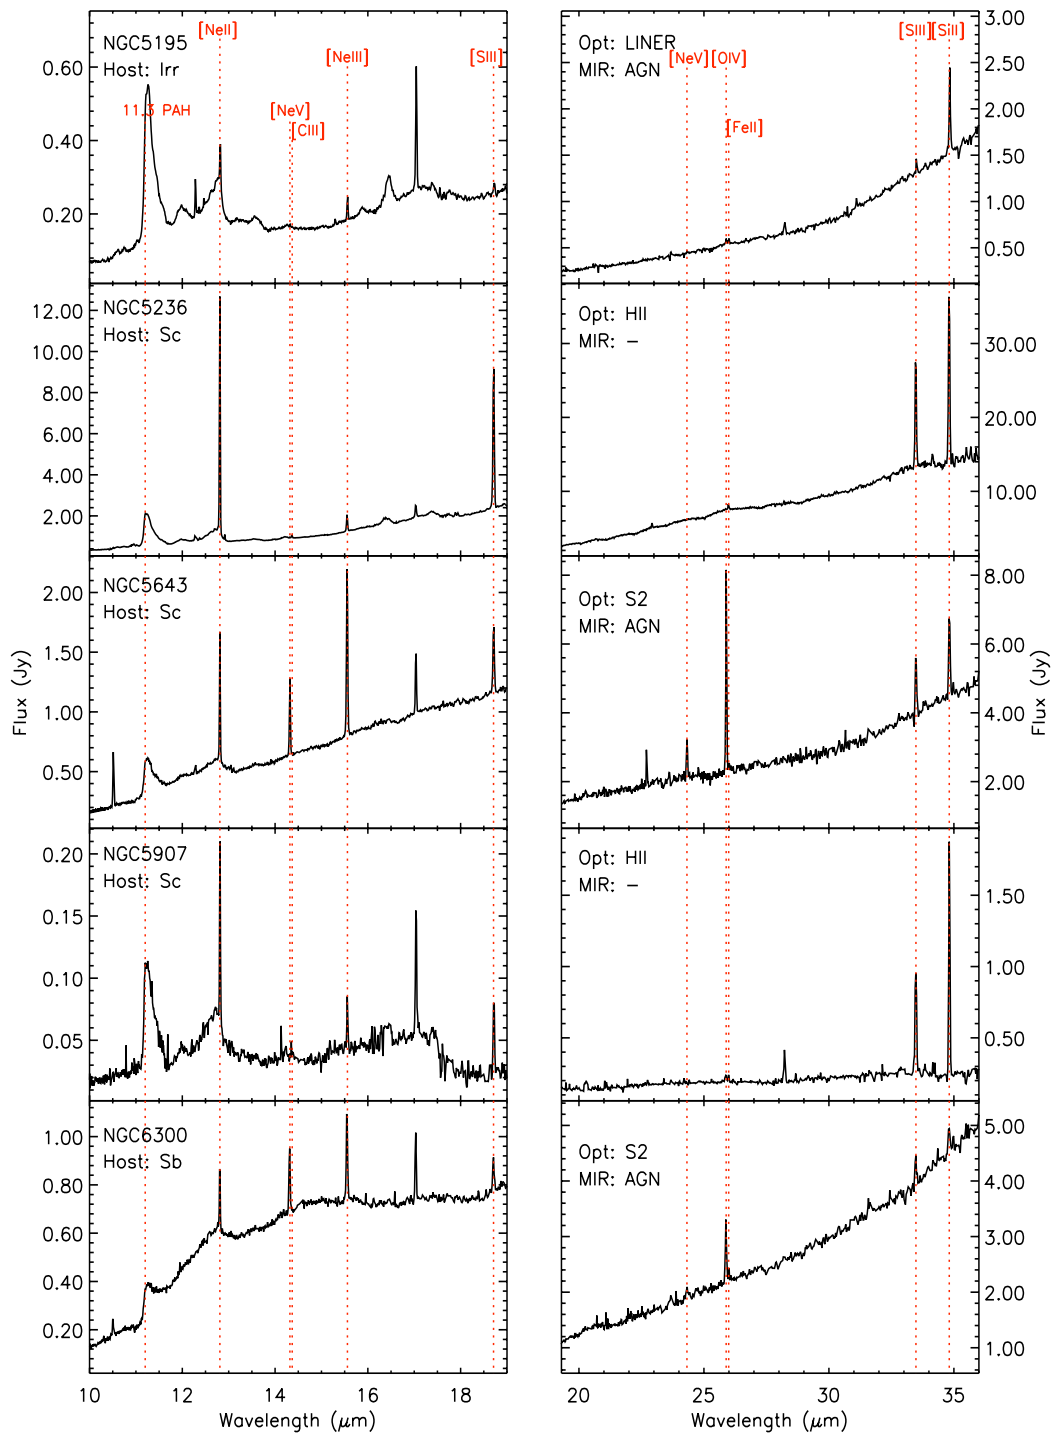 NGC5195
Host: Irr
[NeII]
[NeIII]
[SIII]
11.3 PAH
[NeV]
[CIII]
0.60
0.40
0.20
Opt: LINER
MIR: AGN
[NeV]
[OIV]
[FeII]
[SIII]
[SiII]
3.00
2.50
2.00
1.50
1.00
0.50
NGC5236
Host: Sc
12.00
10.00
8.00
6.00
4.00
2.00
Opt: HII
MIR: –
30.00
20.00
10.00
NGC5643
Host: Sc
2.00
1.50
1.00
0.50
Opt: S2
MIR: AGN
8.00
6.00
4.00
2.00
Flux (Jy)
Flux (Jy)
NGC5907
Host: Sc
0.20
0.15
0.10
0.05
Opt: HII
MIR: –
1.50
1.00
0.50
NGC6300
Host: Sb
1.00
0.80
0.60
0.40
0.20
Opt: S2
MIR: AGN
5.00
4.00
3.00
2.00
1.00
10 12 14 16 18
Wavelength (μm)
20 25 30 35
Wavelength (μm)